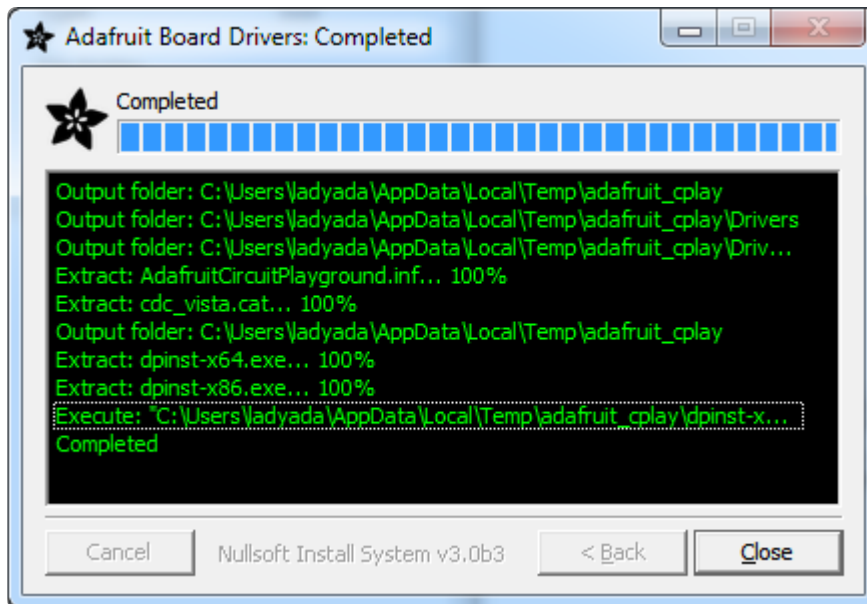 Adafruit Board Drivers: Completed
Completed
Output folder: C:\Users\ladyada\AppData\Local\Temp\adafruit_cplay
Output folder: C:\Users\ladyada\AppData\Local\Temp\adafruit_cplay\Drivers
Output folder: C:\Users\ladyada\AppData\Local\Temp\adafruit_cplay\Driv...
Extract: AdafruitCircuitPlayground.inf... 100%
Extract: cdc_vista.cat... 100%
Output folder: C:\Users\ladyada\AppData\Local\Temp\adafruit_cplay
Extract: dpinst-x64.exe... 100%
Extract: dpinst-x86.exe... 100%
Execute: "C:\Users\ladyada\AppData\Local\Temp\adafruit_cplay\dpinst-x...
Completed
Cancel Nullsoft Install System v3.0b3 < Back Close